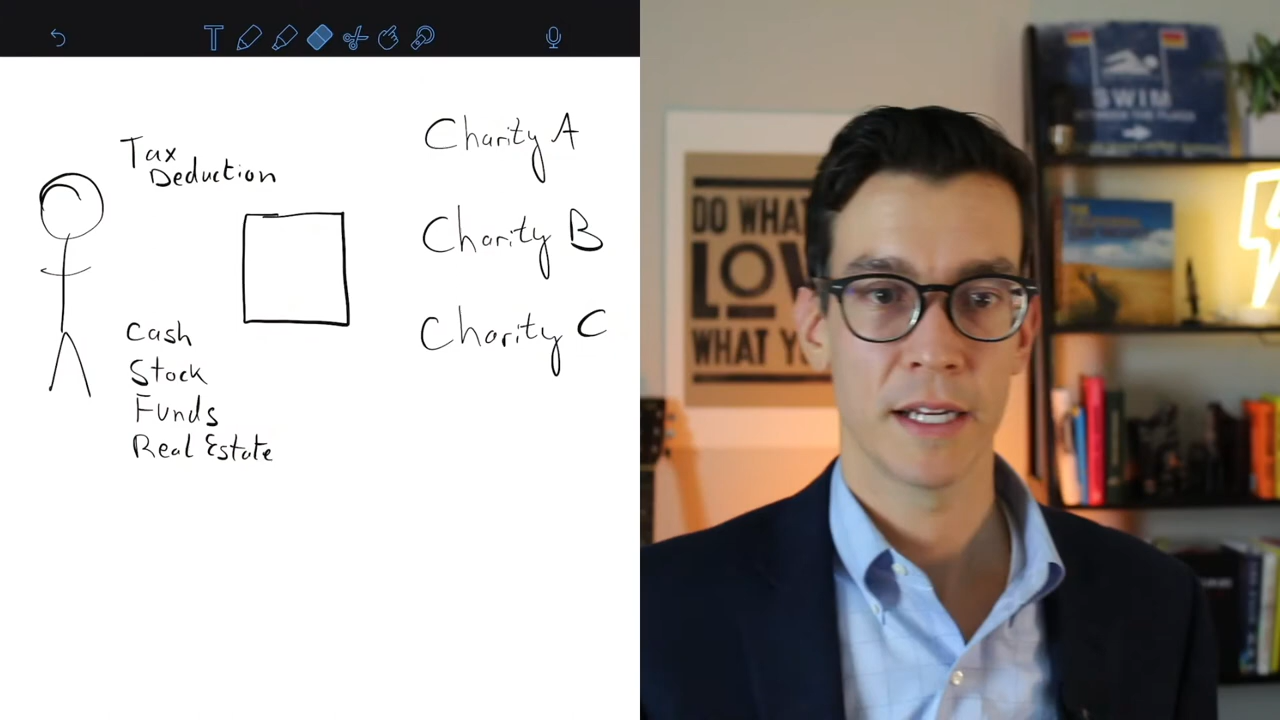 Tax
Deduction
Charity A
Charity B
Charity C
Cash
Stock
Funds
Real Estate
DO WHAT
LOV
WHAT YO
SWIM